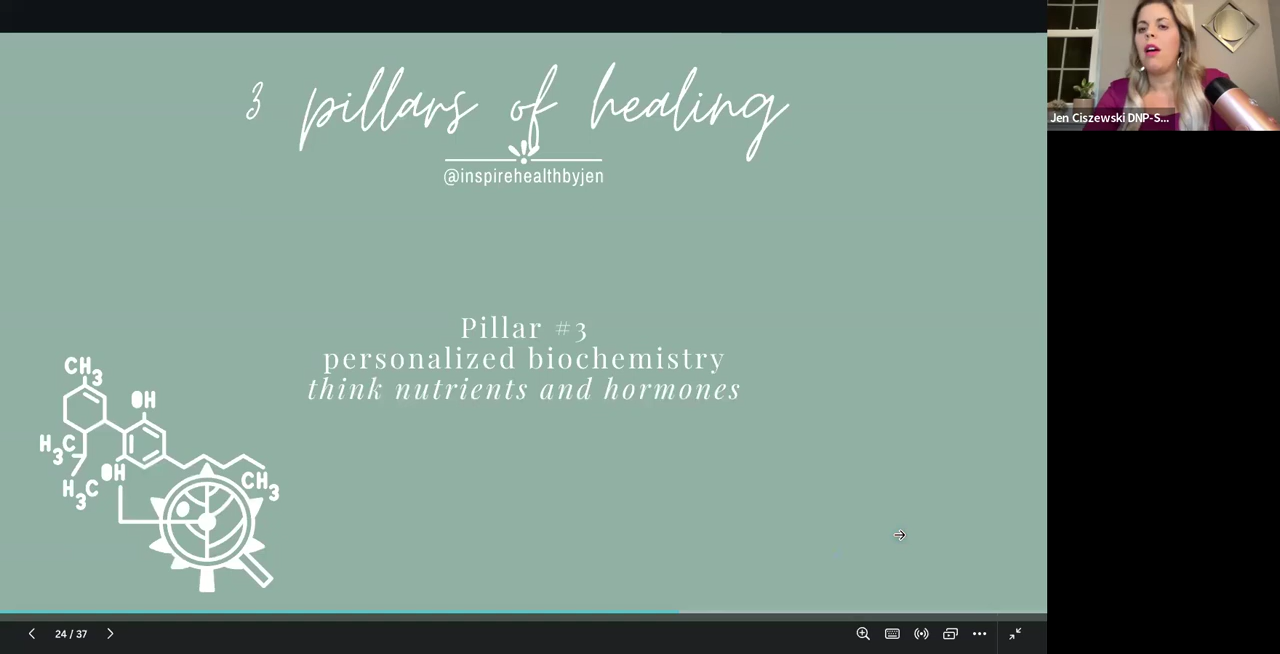 3 pillars of healing
@inspirehealthbyjen
Pillar #3
personalized biochemistry
think nutrients and hormones
CH3
OH
H3C
OH
H3C
CH3
Jen Ciszewski DNP-S...
24 / 37